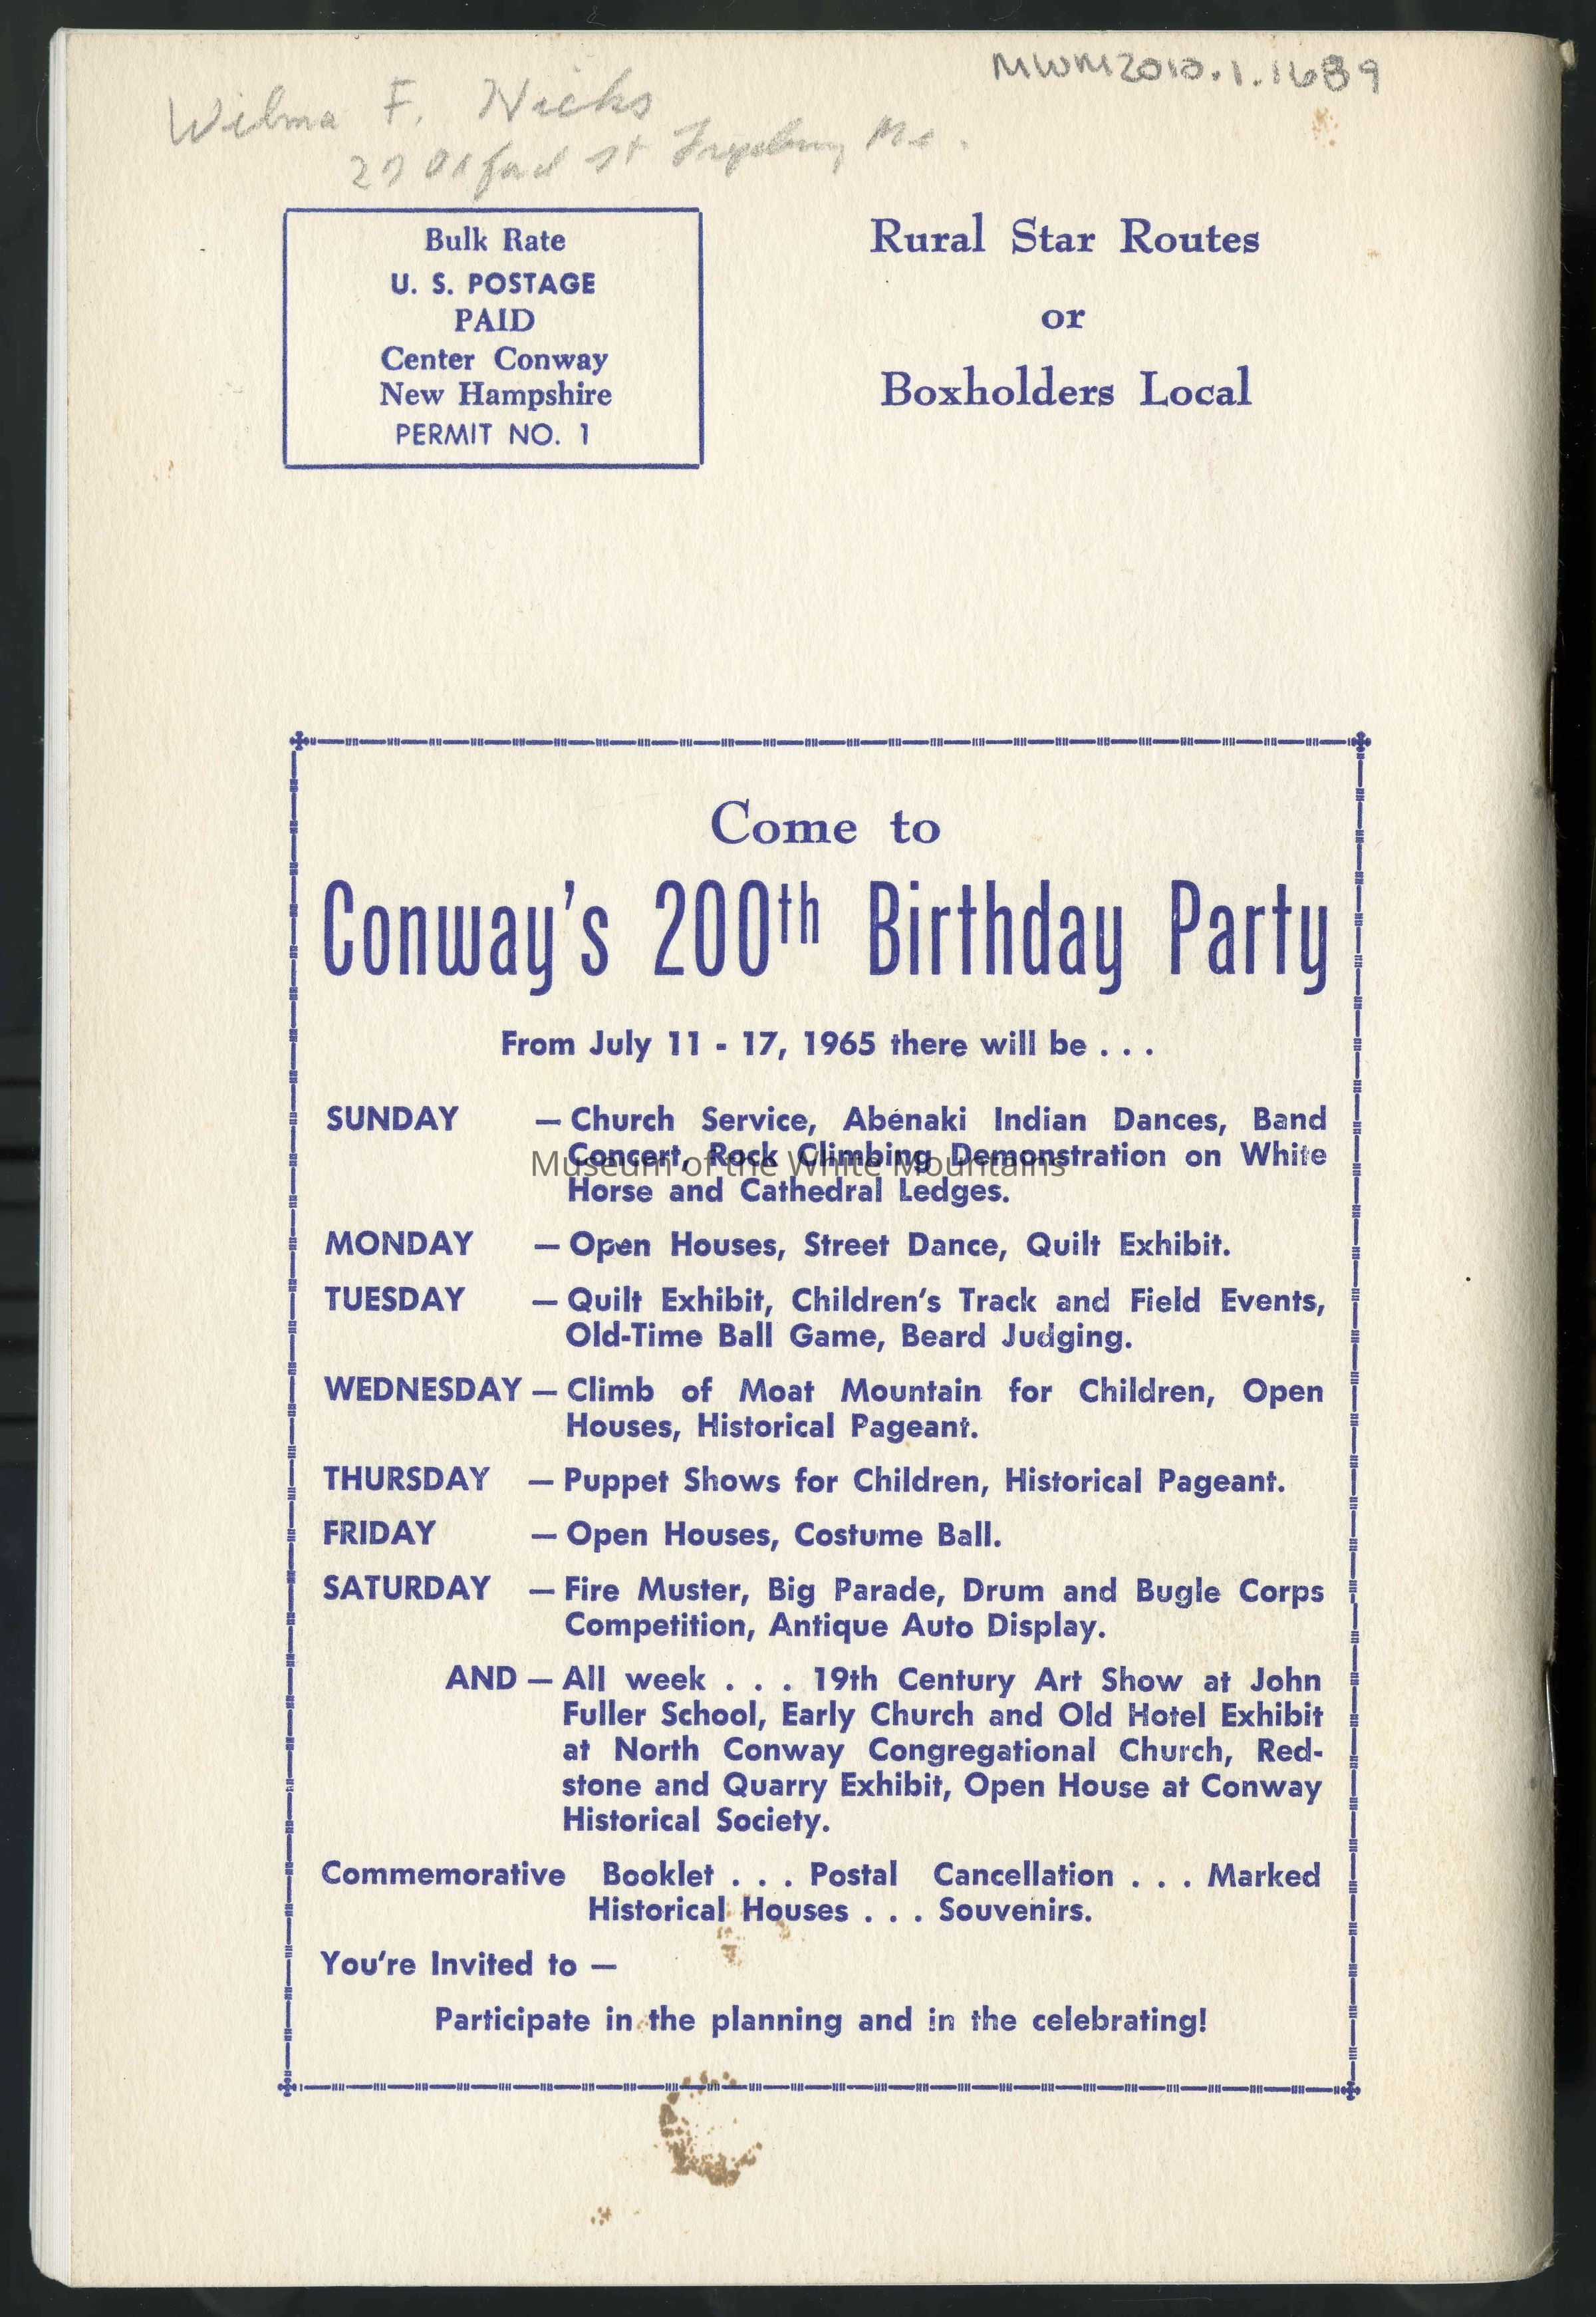 MWM2010.1.1689
Wilma F. Hicks
27 Oxford St Fryeburg Me.
Bulk Rate
U. S. POSTAGE
PAID
Center Conway
New Hampshire
PERMIT NO. 1
Rural Star Routes
or
Boxholders Local
Come to
Conway's 200th Birthday Party
From July 11 - 17, 1965 there will be . . .
SUNDAY — Church Service, Abenaki Indian Dances, Band
Concert, Rock Climbing Demonstration on White
Horse and Cathedral Ledges.
Museum of the White Mountains
MONDAY — Open Houses, Street Dance, Quilt Exhibit.
TUESDAY — Quilt Exhibit, Children's Track and Field Events,
Old-Time Ball Game, Beard Judging.
WEDNESDAY — Climb of Moat Mountain for Children, Open
Houses, Historical Pageant.
THURSDAY — Puppet Shows for Children, Historical Pageant.
FRIDAY — Open Houses, Costume Ball.
SATURDAY — Fire Muster, Big Parade, Drum and Bugle Corps
Competition, Antique Auto Display.
AND — All week . . . 19th Century Art Show at John
Fuller School, Early Church and Old Hotel Exhibit
at North Conway Congregational Church, Red-
stone and Quarry Exhibit, Open House at Conway
Historical Society.
Commemorative Booklet . . . Postal Cancellation . . . Marked
Historical Houses . . . Souvenirs.
You're Invited to —
Participate in the planning and in the celebrating!